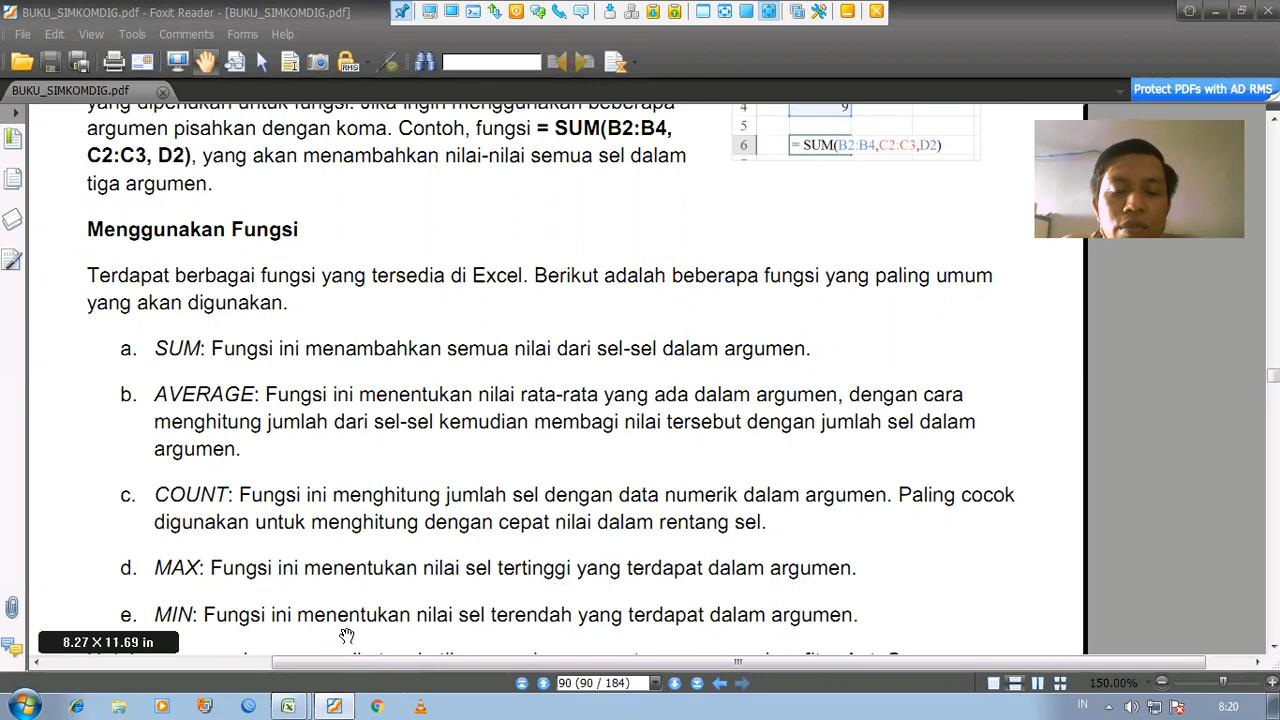 BUKU_SIMKOMDIG.pdf - Foxit Reader - [BUKU_SIMKOMDIG.pdf]
File Edit View Tools Comments Forms Help
BUKU_SIMKOMDIG.pdf
Protect PDFs with AD RMS
argumen pisahkan dengan koma. Contoh, fungsi = SUM(B2:B4,
C2:C3, D2), yang akan menambahkan nilai-nilai semua sel dalam
tiga argumen.
4 9
5
6 = SUM(B2:B4,C2:C3,D2)
Menggunakan Fungsi
Terdapat berbagai fungsi yang tersedia di Excel. Berikut adalah beberapa fungsi yang paling umum
yang akan digunakan.
a. SUM: Fungsi ini menambahkan semua nilai dari sel-sel dalam argumen.
b. AVERAGE: Fungsi ini menentukan nilai rata-rata yang ada dalam argumen, dengan cara
menghitung jumlah dari sel-sel kemudian membagi nilai tersebut dengan jumlah sel dalam
argumen.
c. COUNT: Fungsi ini menghitung jumlah sel dengan data numerik dalam argumen. Paling cocok
digunakan untuk menghitung dengan cepat nilai dalam rentang sel.
d. MAX: Fungsi ini menentukan nilai sel tertinggi yang terdapat dalam argumen.
e. MIN: Fungsi ini menentukan nilai sel terendah yang terdapat dalam argumen.
8.27 X 11.69 in
90 (90 / 184) 150.00%
IN 8:20